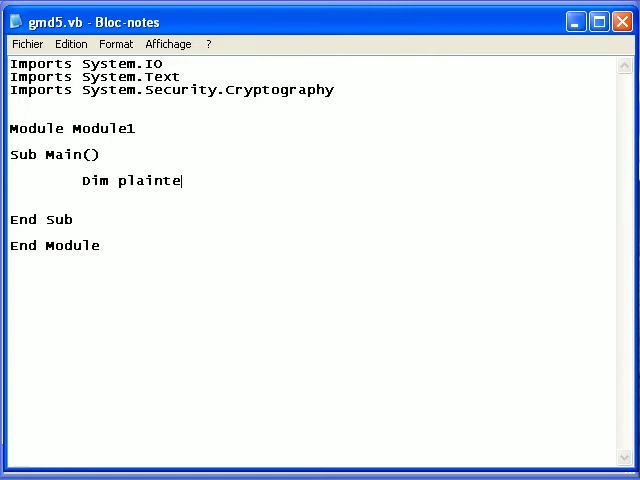 gmd5.vb - Bloc-notes
Fichier Edition Format Affichage ?
Imports System.IO
Imports System.Text
Imports System.Security.Cryptography
Module Module1
Sub Main()
Dim plainte
End Sub
End Module